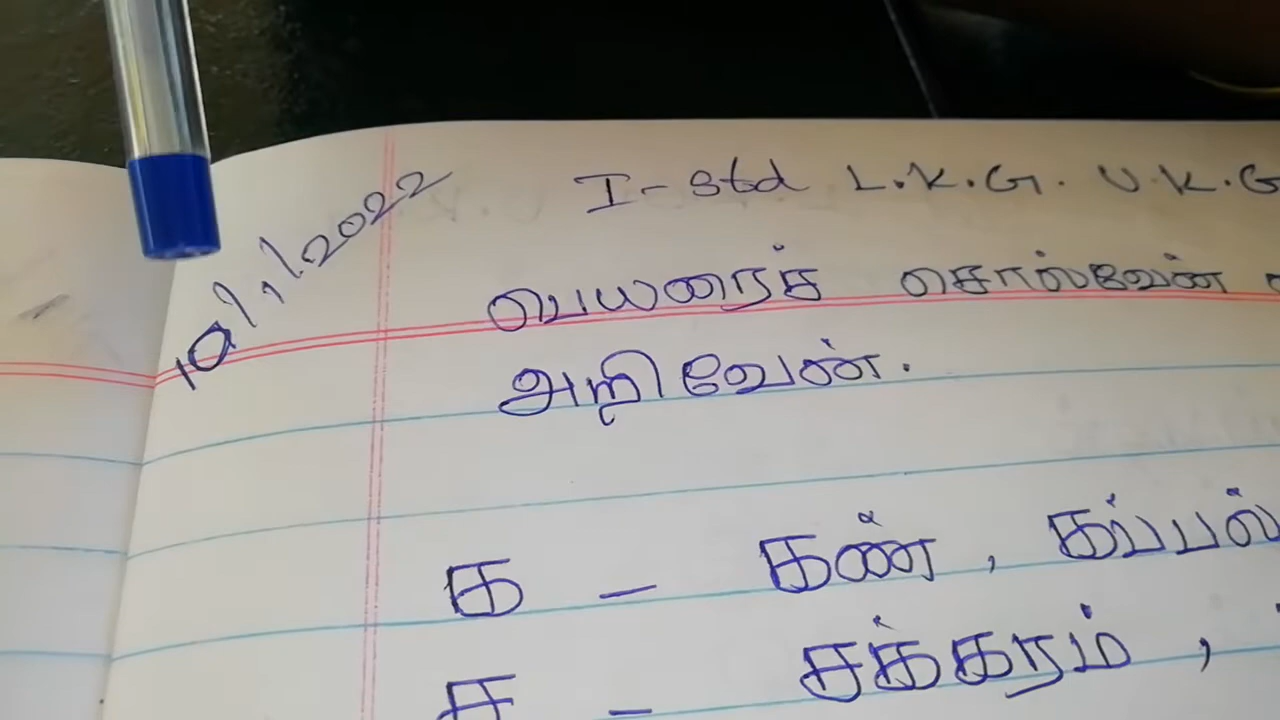 10/1/2022
I-Std L.K.G. U.K.G
பெயரைச் சொல்வேன்
அறிவேன்.
க - கண், கப்பல்
ச - சக்கரம்,